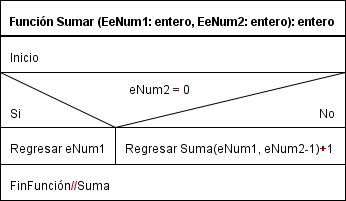 Función Sumar (EeNum1: entero, EeNum2: entero): entero
Inicio
eNum2 = 0
Si
No
Regresar eNum1
Regresar Suma(eNum1, eNum2-1)+1
FinFunción//Suma